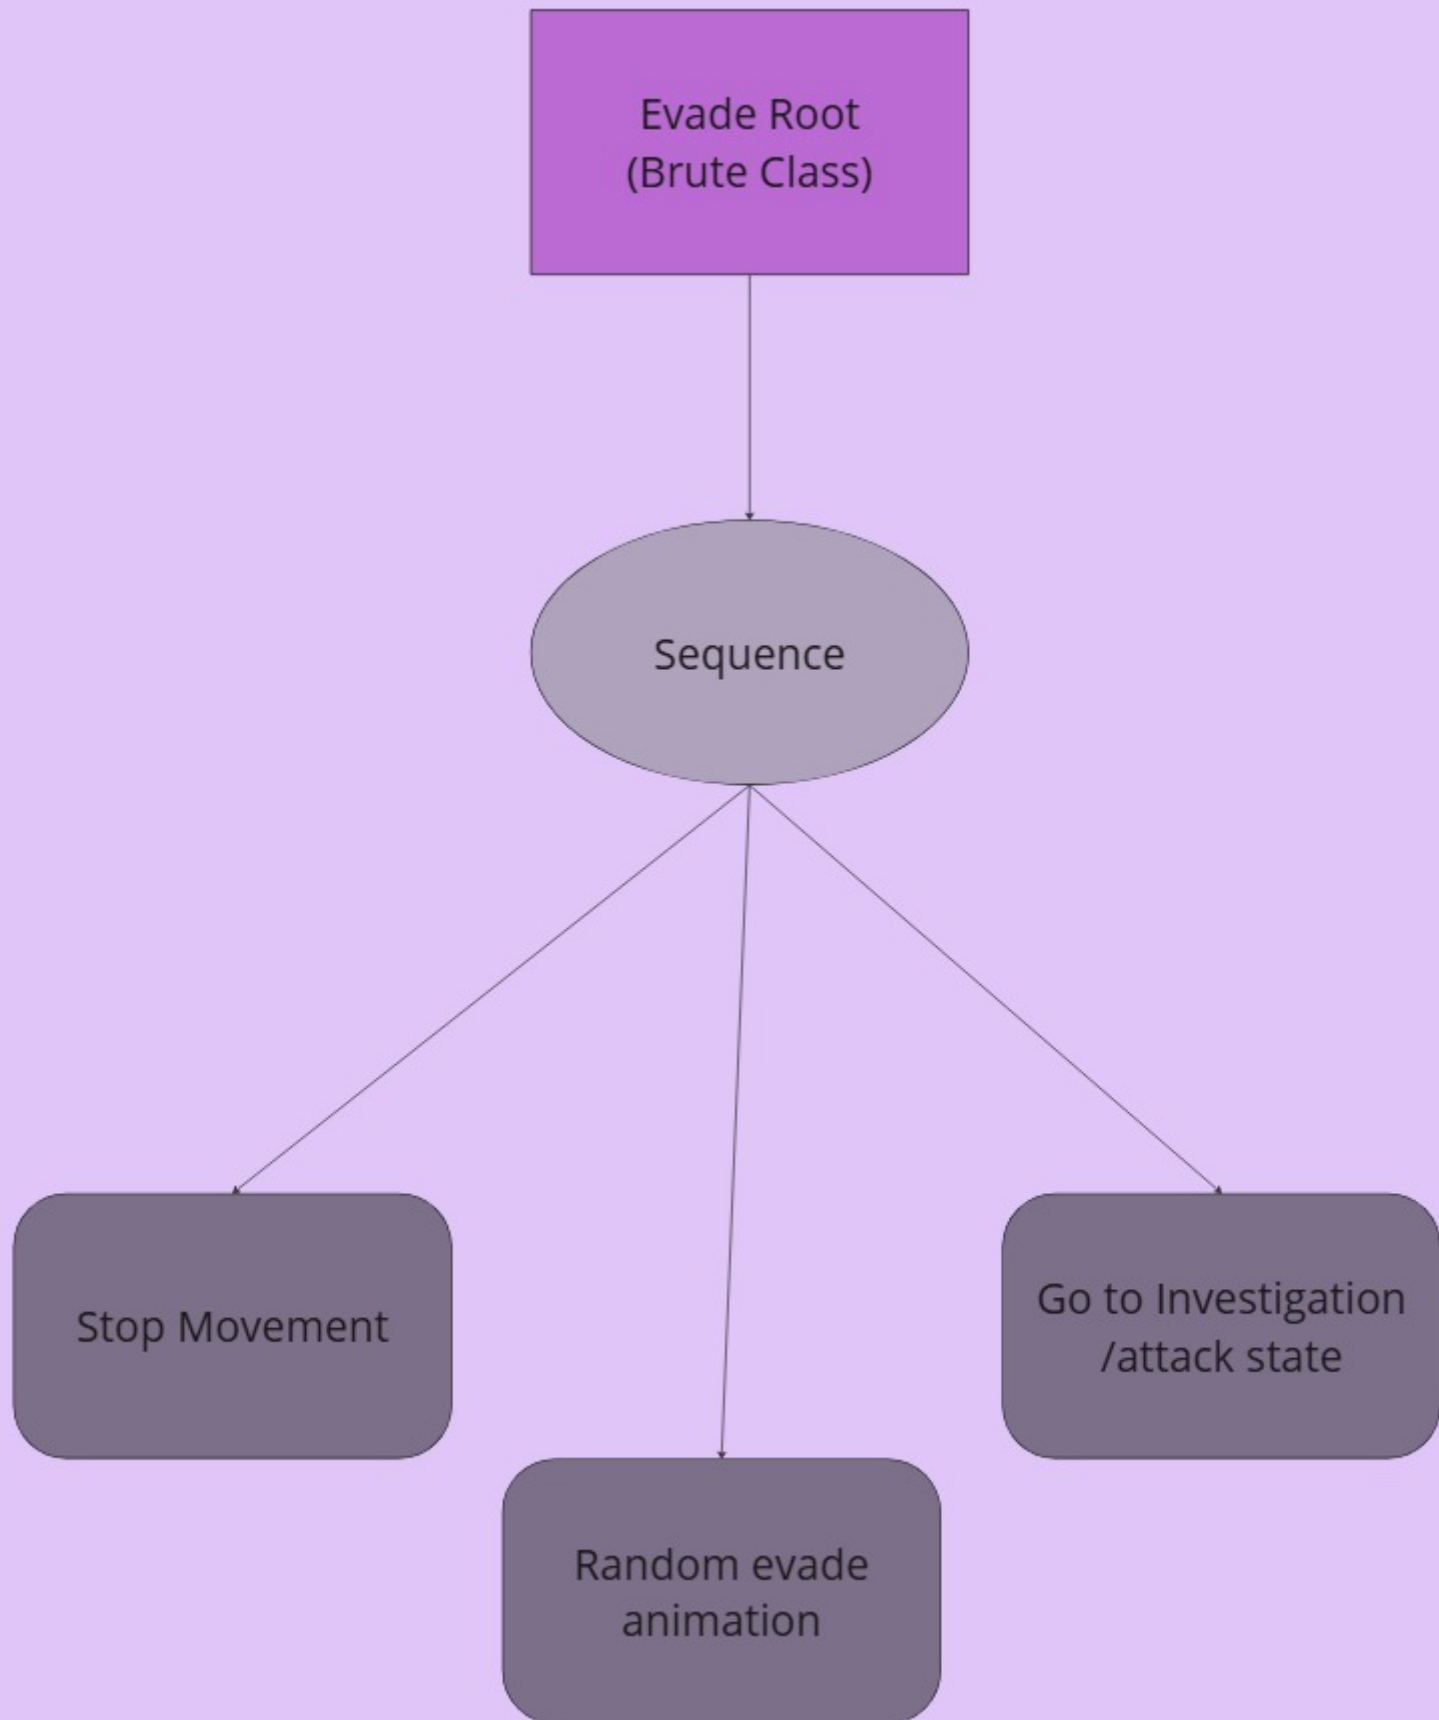 Evade Root
(Brute Class)
Sequence
Stop Movement
Go to Investigation
/attack state
Random evade
animation